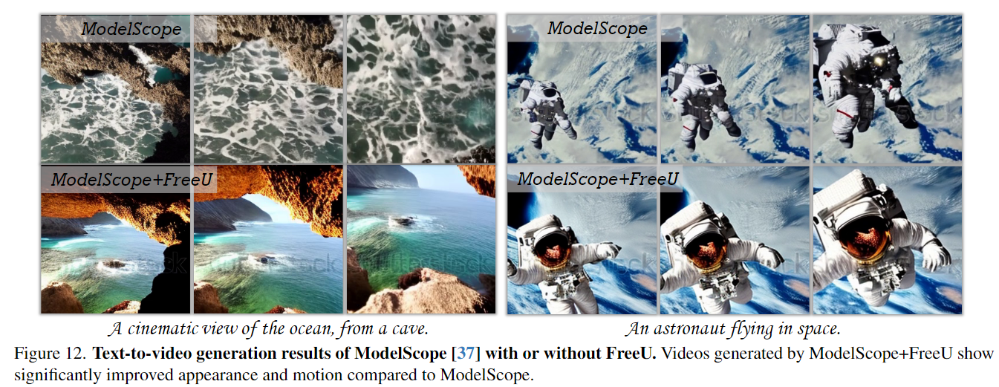 ModelScope
ModelScope
ModelScope+FreeU
ModelScope+FreeU
A cinematic view of the ocean, from a cave.
An astronaut flying in space.
Figure 12. Text-to-video generation results of ModelScope [37] with or without FreeU. Videos generated by ModelScope+FreeU show
significantly improved appearance and motion compared to ModelScope.